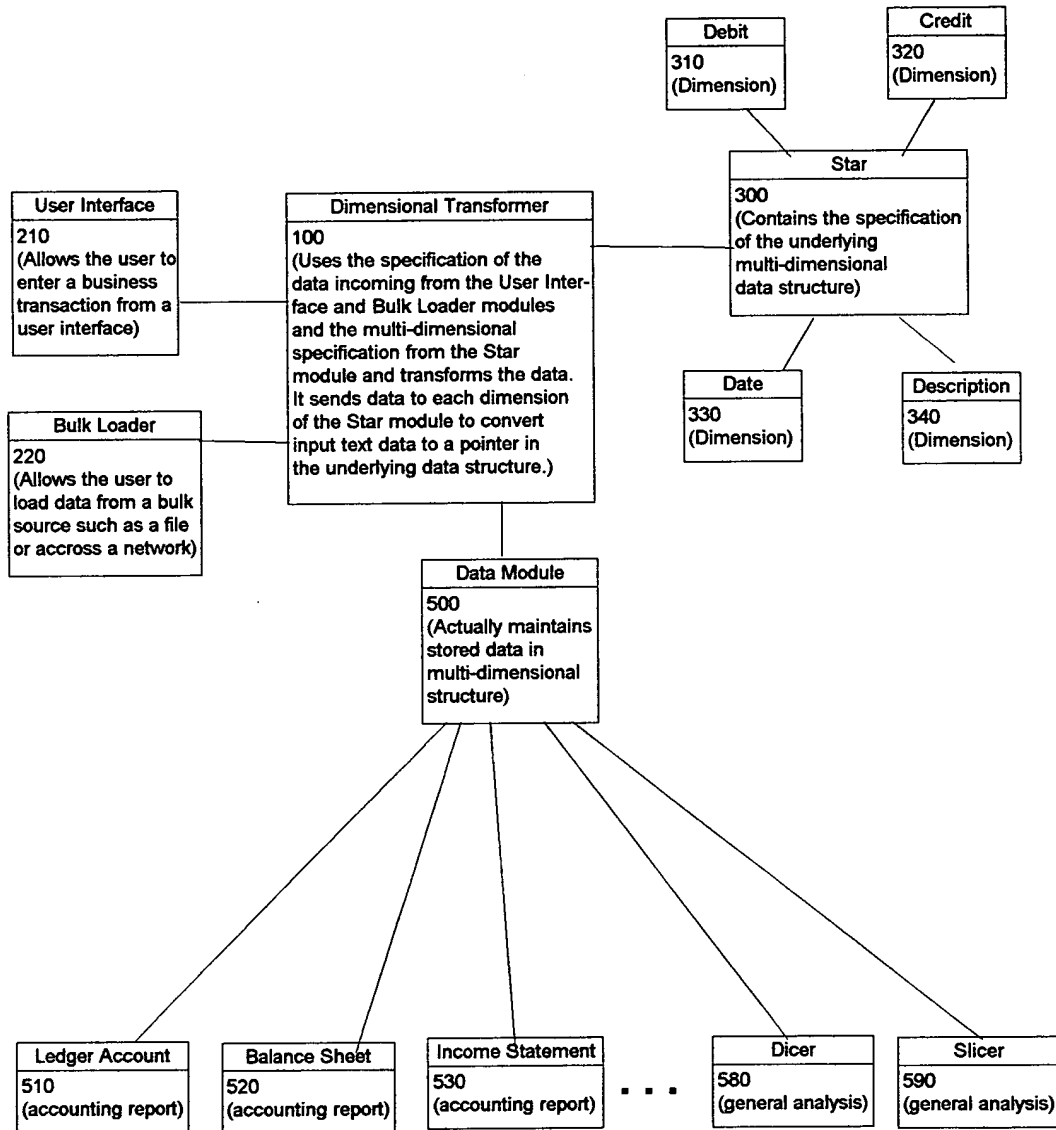 Debit
310
(Dimension)
Credit
320
(Dimension)
Star
300
(Contains the specification
of the underlying
multi-dimensional
data structure)
User Interface
210
(Allows the user to
enter a business
transaction from a
user interface)
Dimensional Transformer
100
(Uses the specification of the
data incoming from the User Inter-
face and Bulk Loader modules
and the multi-dimensional
specification from the Star
module and transforms the data.
It sends data to each dimension
of the Star module to convert
input text data to a pointer in
the underlying data structure.)
Date
330
(Dimension)
Description
340
(Dimension)
Bulk Loader
220
(Allows the user to
load data from a bulk
source such as a file
or accross a network)
Data Module
500
(Actually maintains
stored data in
multi-dimensional
structure)
Ledger Account
510
(accounting report)
Balance Sheet
520
(accounting report)
Income Statement
530
(accounting report)
. . .
Dicer
580
(general analysis)
Slicer
590
(general analysis)